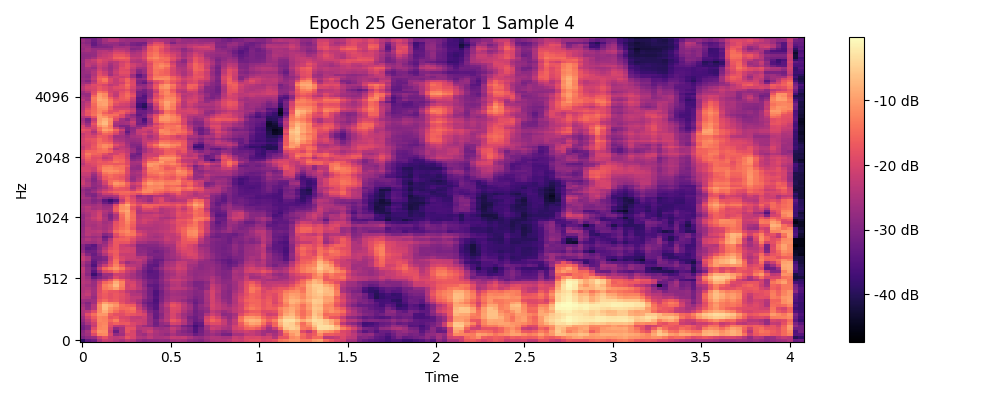 Epoch 25 Generator 1 Sample 4
Hz
4096
2048
1024
512
0
0 0.5 1 1.5 2 2.5 3 3.5 4
Time
-10 dB
-20 dB
-30 dB
-40 dB